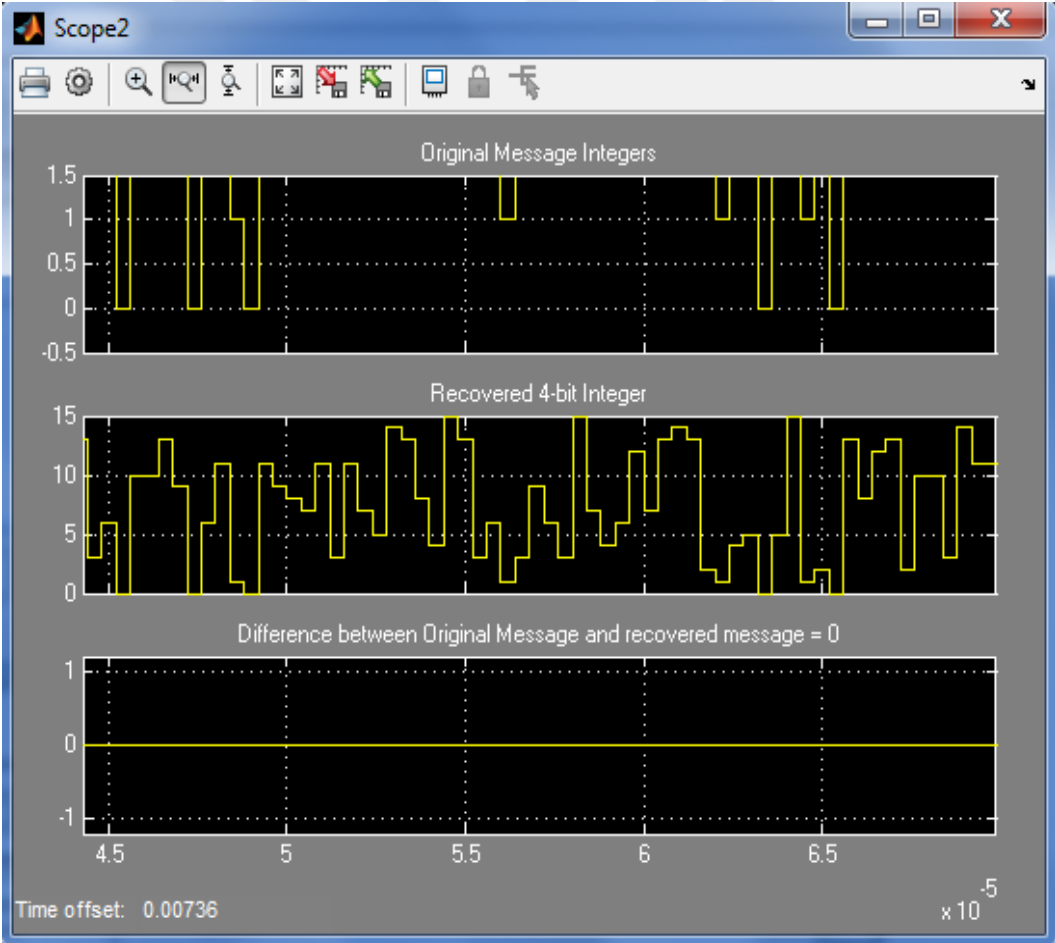 Scope2
Original Message Integers
1.5
1
0.5
0
-0.5
Recovered 4-bit Integer
15
10
5
0
Difference between Original Message and recovered message = 0
1
0
-1
4.5 5 5.5 6 6.5
x 10 -5
Time offset: 0.00736